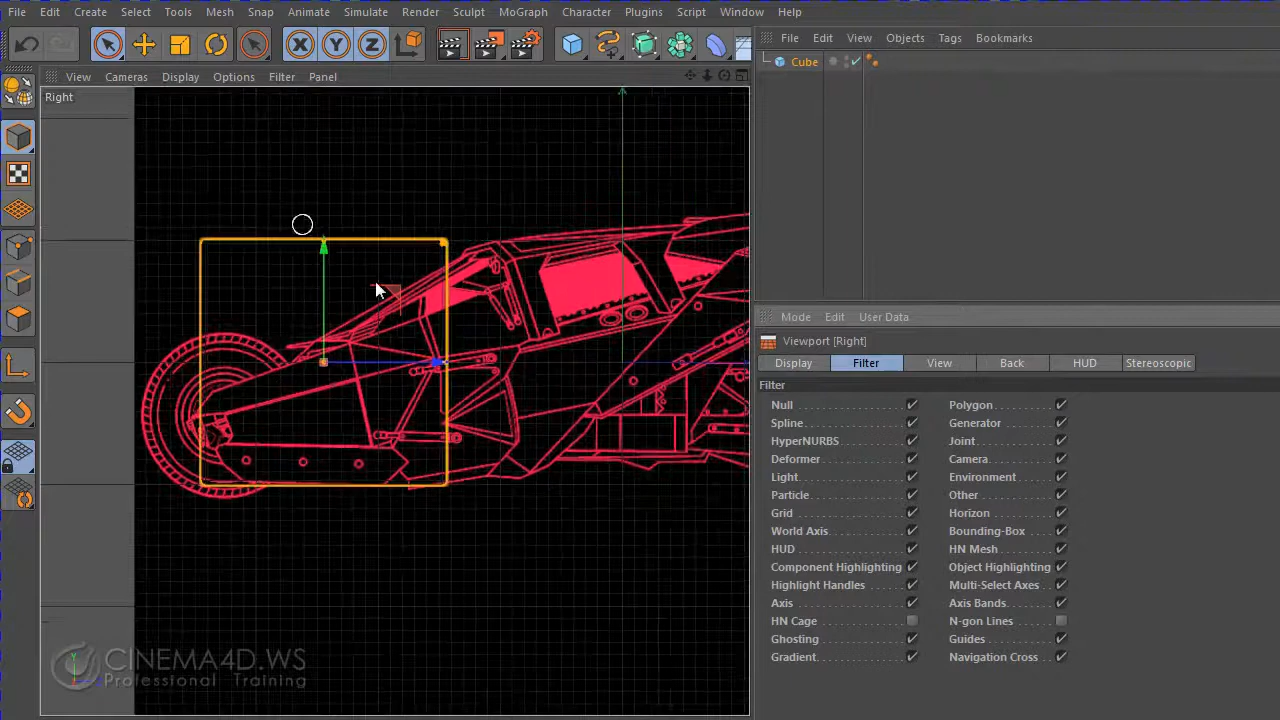 File Edit Create Select Tools Mesh Snap Animate Simulate Render Sculpt MoGraph Character Plugins Script Window Help
File Edit View Objects Tags Bookmarks
Cube
View Cameras Display Options Filter Panel
Right
Mode Edit User Data
Viewport [Right]
Display Filter View Back HUD Stereoscopic
Filter
Null Polygon
Spline Generator
HyperNURBS Joint
Deformer Camera
Light Environment
Particle Other
Grid Horizon
World Axis Bounding-Box
HUD HN Mesh
Component Highlighting Object Highlighting
Highlight Handles Multi-Select Axes
Axis Axis Bands
HN Cage N-gon Lines
Ghosting Guides
Gradient Navigation Cross
CINEMA4D.WS
Professional Training